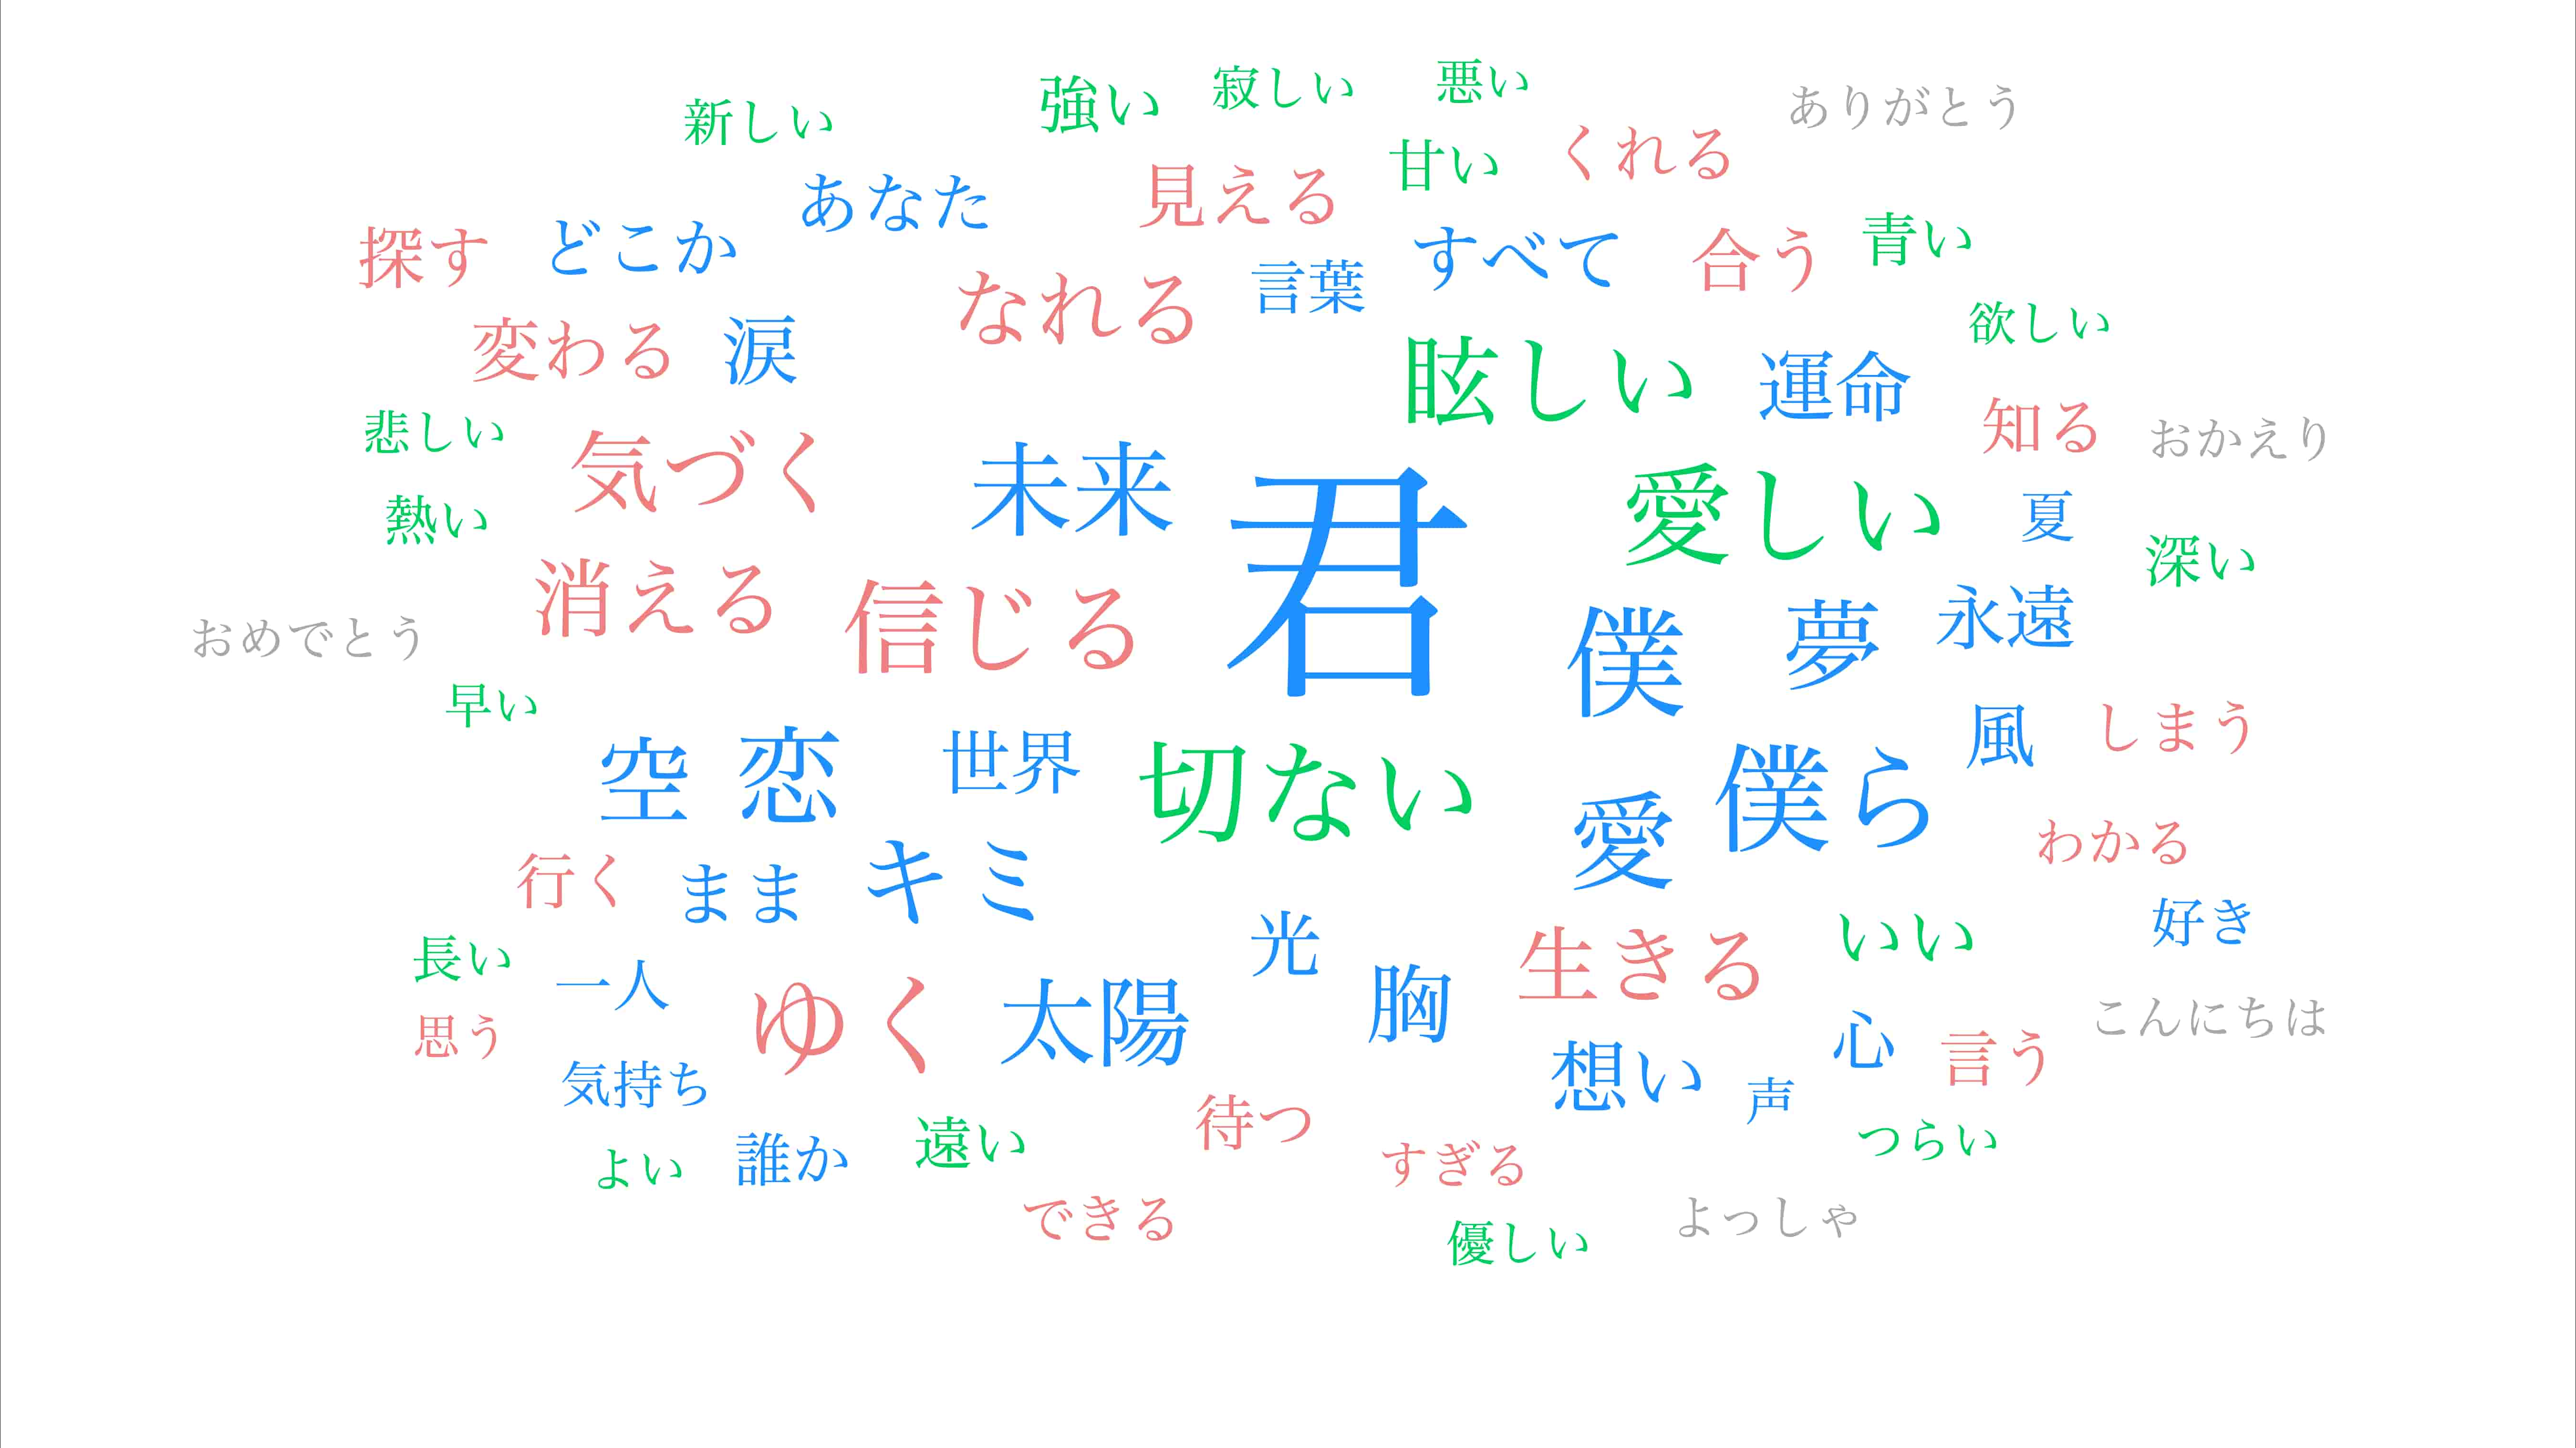 悪い
寂しい
強い
ありがとう
新しい
くれる
甘い
見える
あなた
青い
どこか
探す
すべて
合う
言葉
なれる
欲しい
変わる
涙
眩しい
運命
知る
悲しい
おかえり
気づく
未来
君
愛しい
夏
熱い
深い
消える
信じる
僕
夢
永遠
おめでとう
早い
風
しまう
空
恋
世界
切ない
愛
僕ら
わかる
行く
まま
キミ
光
生きる
いい
好き
長い
一人
ゆく
太陽
胸
こんにちは
思う
想い
心
言う
気持ち
声
待つ
つらい
よい
誰か
遠い
すぎる
できる
よっしゃ
優しい